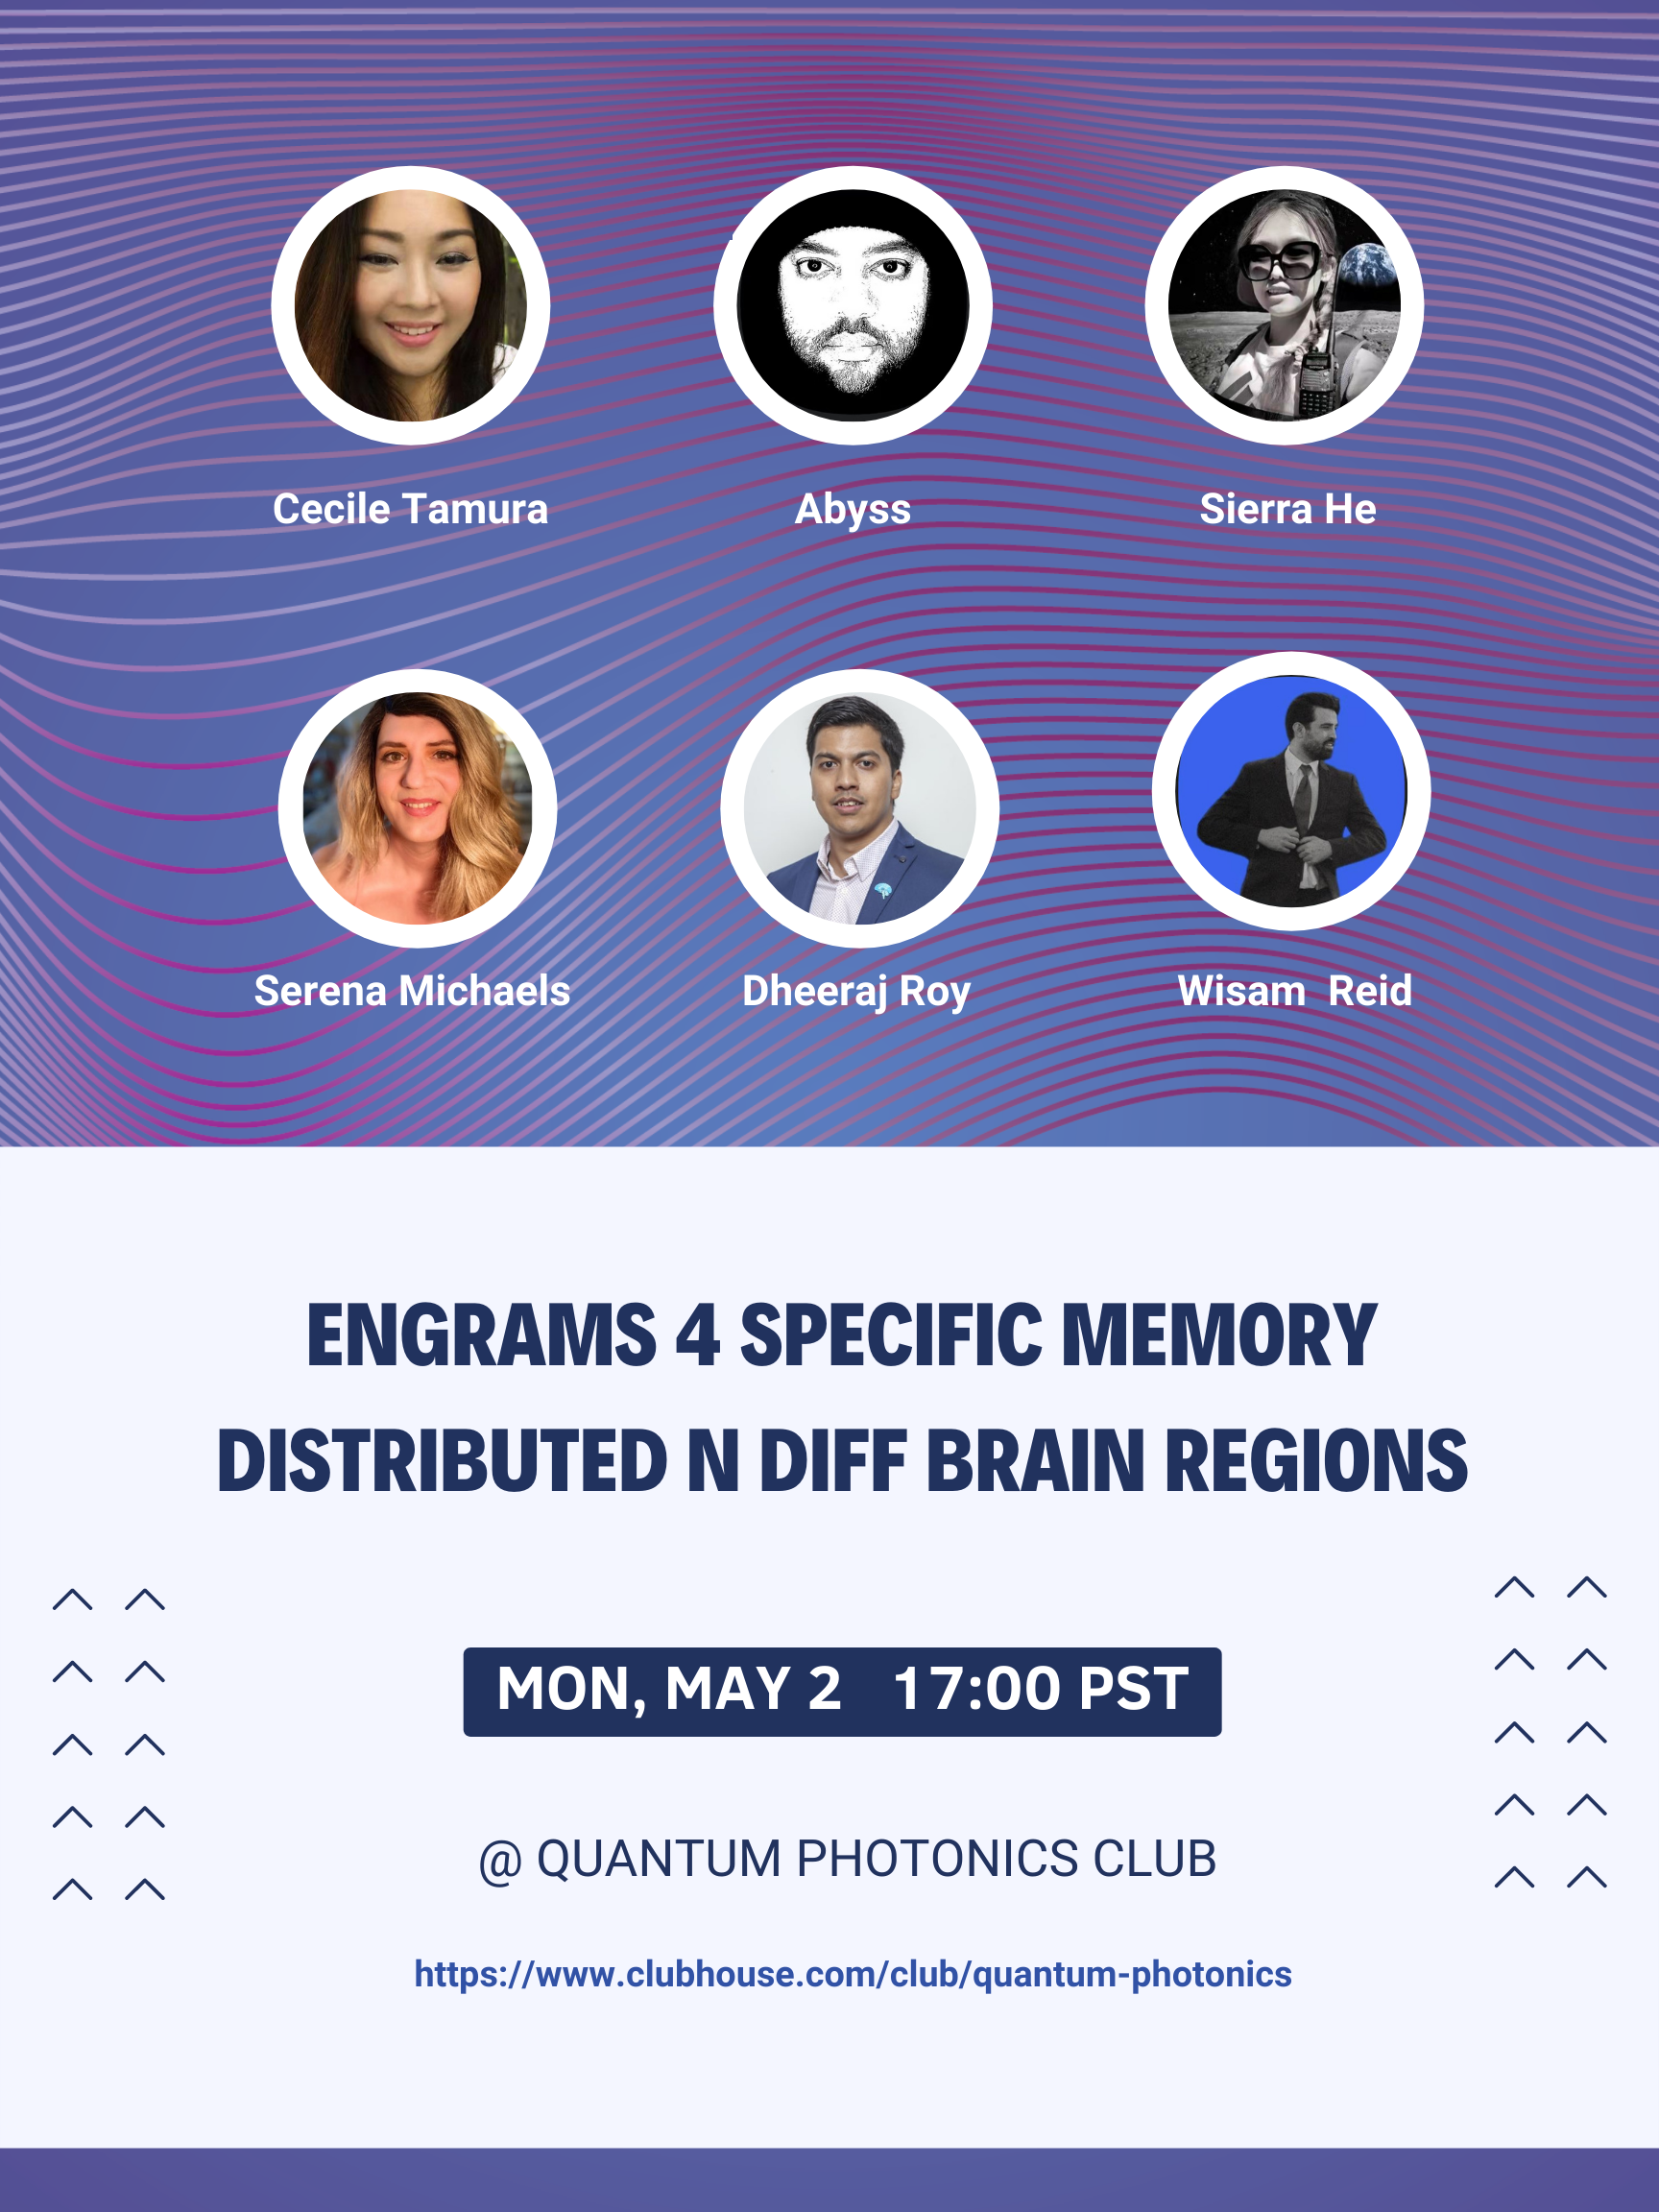 Cecile Tamura
Abyss
Sierra He
Serena Michaels
Dheeraj Roy
Wisam  Reid
ENGRAMS 4 SPECIFIC MEMORY
DISTRIBUTED N DIFF BRAIN REGIONS
MON, MAY 2   17:00 PST
@ QUANTUM PHOTONICS CLUB
https://www.clubhouse.com/club/quantum-photonics